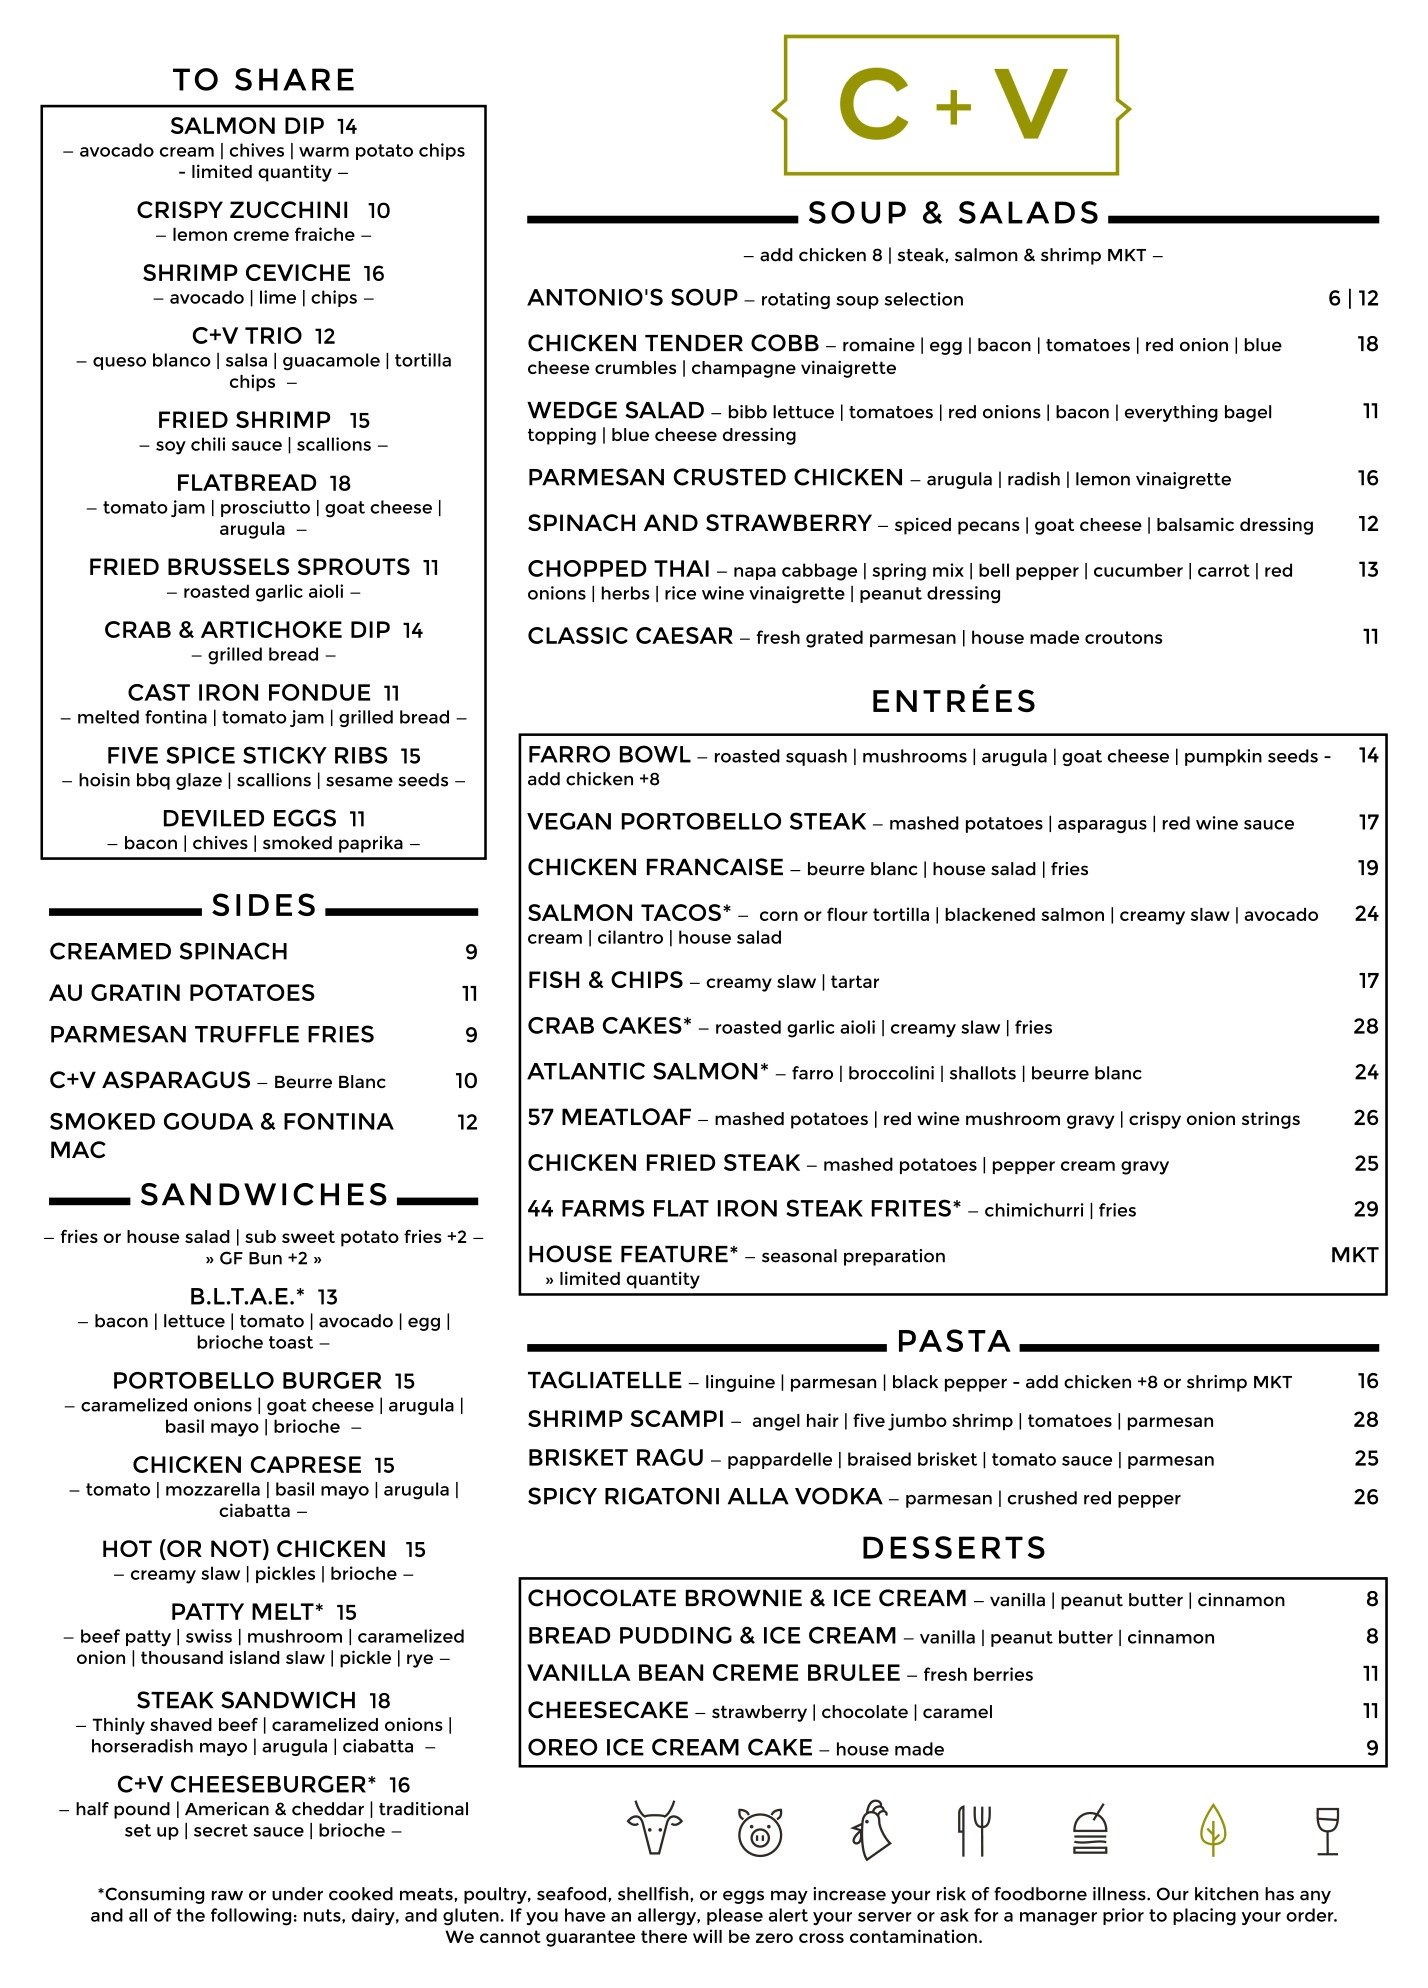 TO SHARE
SALMON DIP 14
– avocado cream | chives | warm potato chips
- limited quantity –
CRISPY ZUCCHINI 10
– lemon creme fraiche –
SHRIMP CEVICHE 16
– avocado | lime | chips –
C+V TRIO 12
– queso blanco | salsa | guacamole | tortilla
chips –
FRIED SHRIMP 15
– soy chili sauce | scallions –
FLATBREAD 18
– tomato jam | prosciutto | goat cheese |
arugula –
FRIED BRUSSELS SPROUTS 11
– roasted garlic aioli –
CRAB & ARTICHOKE DIP 14
– grilled bread –
CAST IRON FONDUE 11
– melted fontina | tomato jam | grilled bread –
FIVE SPICE STICKY RIBS 15
– hoisin bbq glaze | scallions | sesame seeds –
DEVILED EGGS 11
– bacon | chives | smoked paprika –
SIDES
CREAMED SPINACH 9
AU GRATIN POTATOES 11
PARMESAN TRUFFLE FRIES 9
C+V ASPARAGUS – Beurre Blanc 10
SMOKED GOUDA & FONTINA 12
MAC
SANDWICHES
– fries or house salad | sub sweet potato fries +2 –
» GF Bun +2 »
B.L.T.A.E.* 13
– bacon | lettuce | tomato | avocado | egg |
brioche toast –
PORTOBELLO BURGER 15
– caramelized onions | goat cheese | arugula |
basil mayo | brioche –
CHICKEN CAPRESE 15
– tomato | mozzarella | basil mayo | arugula |
ciabatta –
HOT (OR NOT) CHICKEN 15
– creamy slaw | pickles | brioche –
PATTY MELT* 15
– beef patty | swiss | mushroom | caramelized
onion | thousand island slaw | pickle | rye –
STEAK SANDWICH 18
– Thinly shaved beef | caramelized onions |
horseradish mayo | arugula | ciabatta –
C+V CHEESEBURGER* 16
– half pound | American & cheddar | traditional
set up | secret sauce | brioche –
C + V
SOUP & SALADS
– add chicken 8 | steak, salmon & shrimp MKT –
ANTONIO'S SOUP – rotating soup selection 6 | 12
CHICKEN TENDER COBB – romaine | egg | bacon | tomatoes | red onion | blue 18
cheese crumbles | champagne vinaigrette
WEDGE SALAD – bibb lettuce | tomatoes | red onions | bacon | everything bagel 11
topping | blue cheese dressing
PARMESAN CRUSTED CHICKEN – arugula | radish | lemon vinaigrette 16
SPINACH AND STRAWBERRY – spiced pecans | goat cheese | balsamic dressing 12
CHOPPED THAI – napa cabbage | spring mix | bell pepper | cucumber | carrot | red 13
onions | herbs | rice wine vinaigrette | peanut dressing
CLASSIC CAESAR – fresh grated parmesan | house made croutons 11
ENTRÉES
FARRO BOWL – roasted squash | mushrooms | arugula | goat cheese | pumpkin seeds - 14
add chicken +8
VEGAN PORTOBELLO STEAK – mashed potatoes | asparagus | red wine sauce 17
CHICKEN FRANCAISE – beurre blanc | house salad | fries 19
SALMON TACOS* – corn or flour tortilla | blackened salmon | creamy slaw | avocado 24
cream | cilantro | house salad
FISH & CHIPS – creamy slaw | tartar 17
CRAB CAKES* – roasted garlic aioli | creamy slaw | fries 28
ATLANTIC SALMON* – farro | broccolini | shallots | beurre blanc 24
57 MEATLOAF – mashed potatoes | red wine mushroom gravy | crispy onion strings 26
CHICKEN FRIED STEAK – mashed potatoes | pepper cream gravy 25
44 FARMS FLAT IRON STEAK FRITES* – chimichurri | fries 29
HOUSE FEATURE* – seasonal preparation MKT
» limited quantity
PASTA
TAGLIATELLE – linguine | parmesan | black pepper - add chicken +8 or shrimp MKT 16
SHRIMP SCAMPI – angel hair | five jumbo shrimp | tomatoes | parmesan 28
BRISKET RAGU – pappardelle | braised brisket | tomato sauce | parmesan 25
SPICY RIGATONI ALLA VODKA – parmesan | crushed red pepper 26
DESSERTS
CHOCOLATE BROWNIE & ICE CREAM – vanilla | peanut butter | cinnamon 8
BREAD PUDDING & ICE CREAM – vanilla | peanut butter | cinnamon 8
VANILLA BEAN CREME BRULEE – fresh berries 11
CHEESECAKE – strawberry | chocolate | caramel 11
OREO ICE CREAM CAKE – house made 9
*Consuming raw or under cooked meats, poultry, seafood, shellfish, or eggs may increase your risk of foodborne illness. Our kitchen has any
and all of the following: nuts, dairy, and gluten. If you have an allergy, please alert your server or ask for a manager prior to placing your order.
We cannot guarantee there will be zero cross contamination.